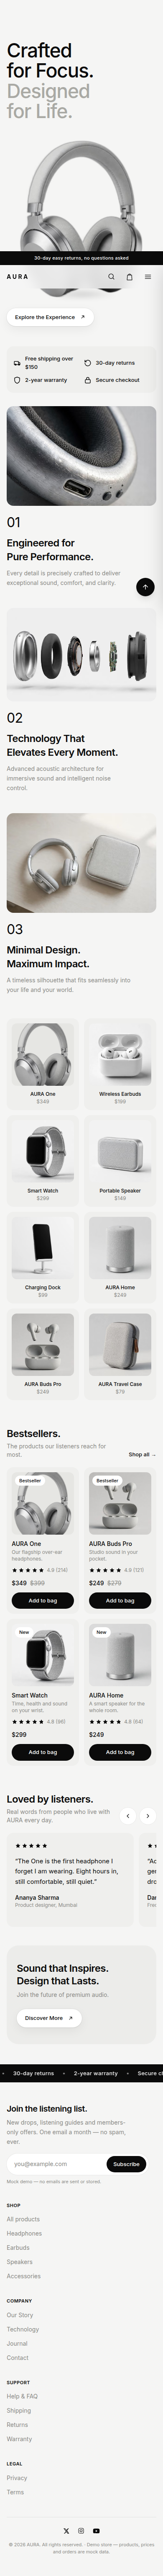 Crafted
for Focus.
Designed
for Life.
30-day easy returns, no questions asked
AURA
Explore the Experience
Free shipping over
$150
30-day returns
2-year warranty
Secure checkout
01
Engineered for
Pure Performance.
Every detail is precisely crafted to deliver
exceptional sound, comfort, and clarity.
02
Technology That
Elevates Every Moment.
Advanced acoustic architecture for
immersive sound and intelligent noise
control.
03
Minimal Design.
Maximum Impact.
A timeless silhouette that fits seamlessly into
your life and your world.
AURA One
$349
Wireless Earbuds
$199
Smart Watch
$299
Portable Speaker
$149
Charging Dock
$99
AURA Home
$249
AURA Buds Pro
$249
AURA Travel Case
$79
Bestsellers.
The products our listeners reach for
most.
Shop all →
Bestseller
AURA One
Our flagship over-ear
headphones.
4.8 (214)
$349 $399
Add to bag
Bestseller
AURA Buds Pro
Studio sound in your
pocket.
4.9 (121)
$249 $279
Add to bag
New
Smart Watch
Time, health and sound
on your wrist.
4.8 (98)
$299
Add to bag
New
AURA Home
A smart speaker for the
whole room.
4.8 (64)
$249
Add to bag
Loved by listeners.
Real words from people who live with
AURA every day.
“The One is the first headphone I
forget I am wearing. Eight hours in,
still comfortable, still quiet.”
Ananya Sharma
Product designer, Mumbai
Sound that Inspires.
Design that Lasts.
Join the future of premium audio.
Discover More
30-day returns • 2-year warranty • Secure ch
Join the listening list.
New drops, listening guides and members-
only offers. One email a month — no spam,
ever.
you@example.com
Subscribe
Mock demo — no emails are sent or stored.
SHOP
All products
Headphones
Earbuds
Speakers
Accessories
COMPANY
Our Story
Technology
Journal
Contact
SUPPORT
Help & FAQ
Shipping
Returns
Warranty
LEGAL
Privacy
Terms
© 2026 AURA. All rights reserved. · Demo store — products, prices
and orders are mock data.